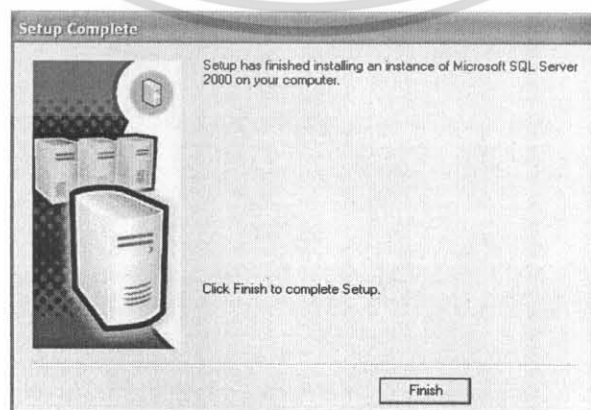 Setup Complete
Setup has finished installing an instance of Microsoft SQL Server
2000 on your computer.
Click Finish to complete Setup.
Finish